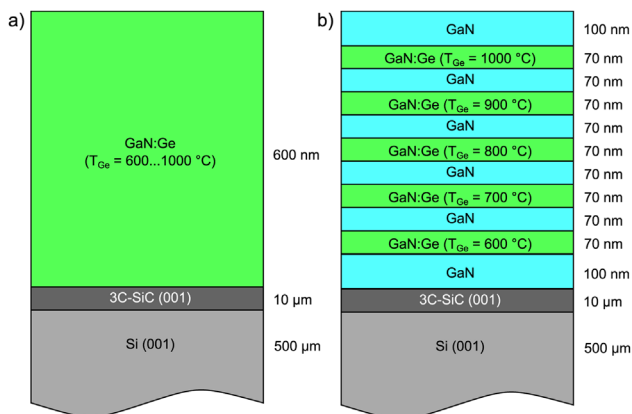 a)
GaN:Ge
(T_Ge = 600...1000 °C)
600 nm
3C-SiC (001)
10 µm
Si (001)
500 µm
b)
GaN
100 nm
GaN:Ge (T_Ge = 1000 °C)
70 nm
GaN
70 nm
GaN:Ge (T_Ge = 900 °C)
70 nm
GaN
70 nm
GaN:Ge (T_Ge = 800 °C)
70 nm
GaN
70 nm
GaN:Ge (T_Ge = 700 °C)
70 nm
GaN
70 nm
GaN:Ge (T_Ge = 600 °C)
70 nm
GaN
100 nm
3C-SiC (001)
10 µm
Si (001)
500 µm